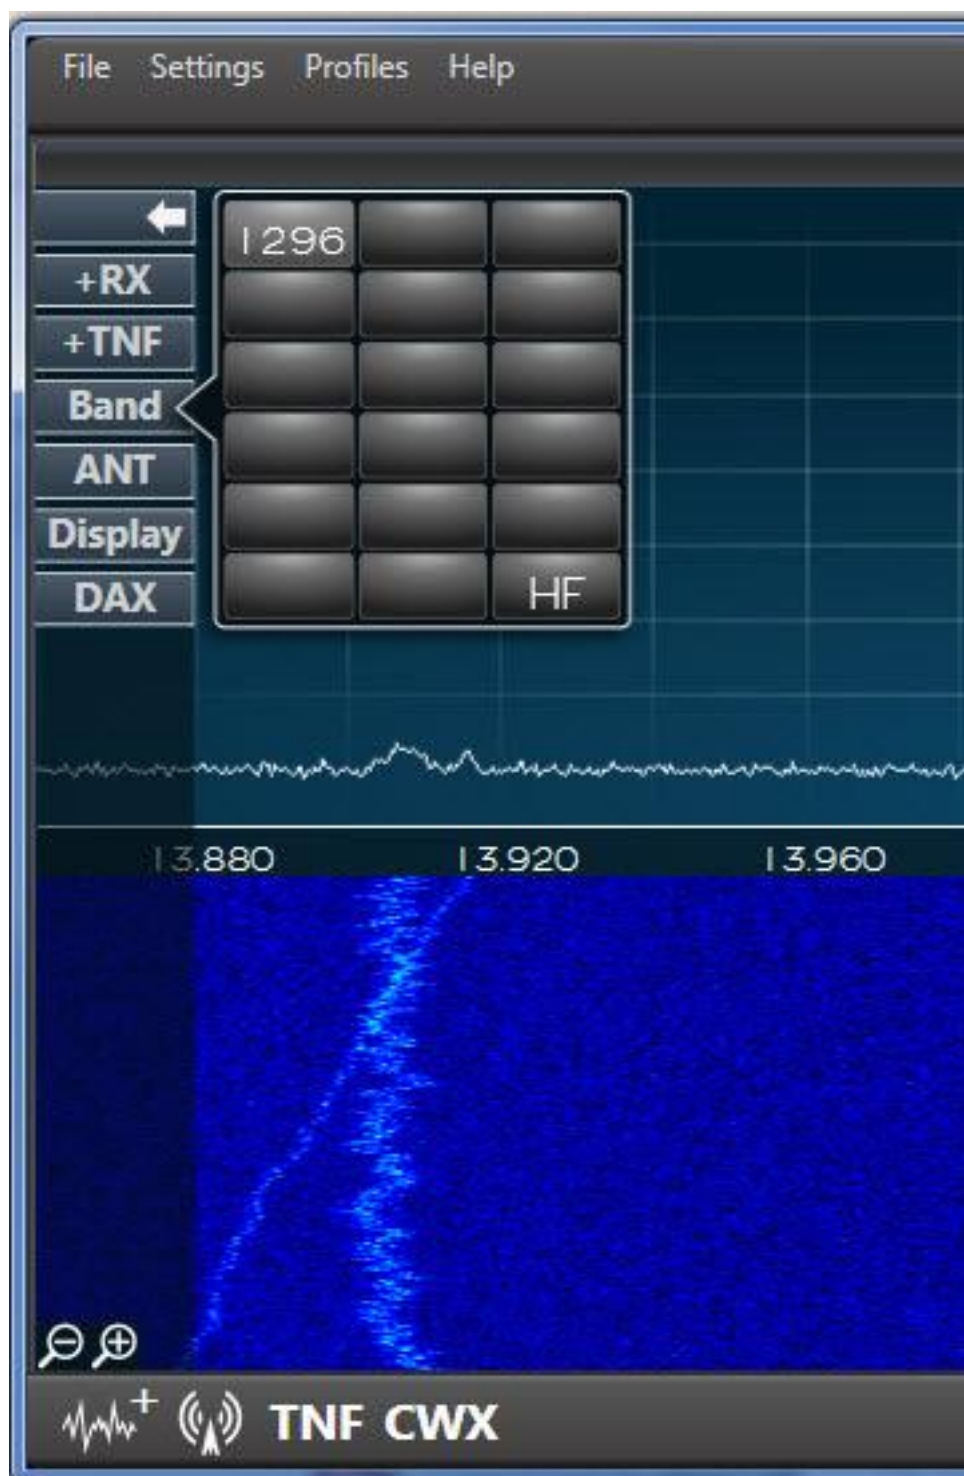 File Settings Profiles Help
1296
+RX
+TNF
Band
ANT
Display
DAX
HF
13.880 13.920 13.960
TNF CWX